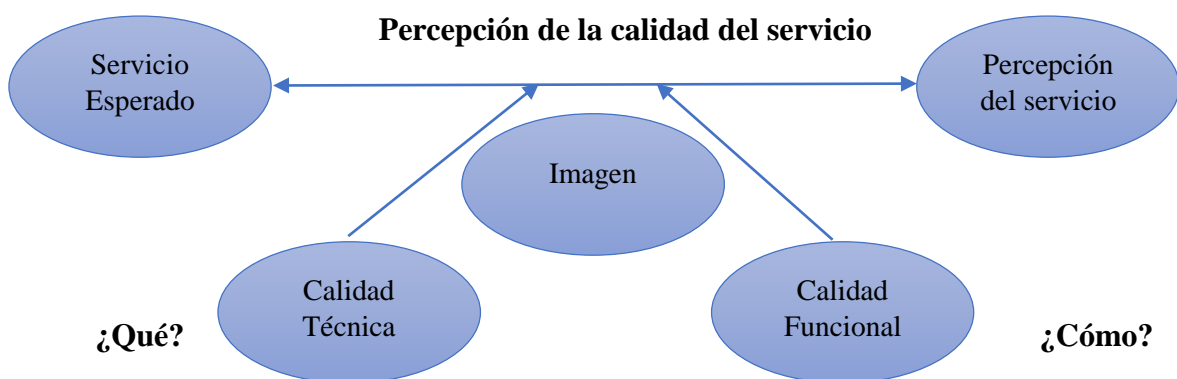 Percepción de la calidad del servicio
Servicio
Esperado
Percepción
del servicio
Imagen
Calidad
Técnica
Calidad
Funcional
¿Qué?
¿Cómo?